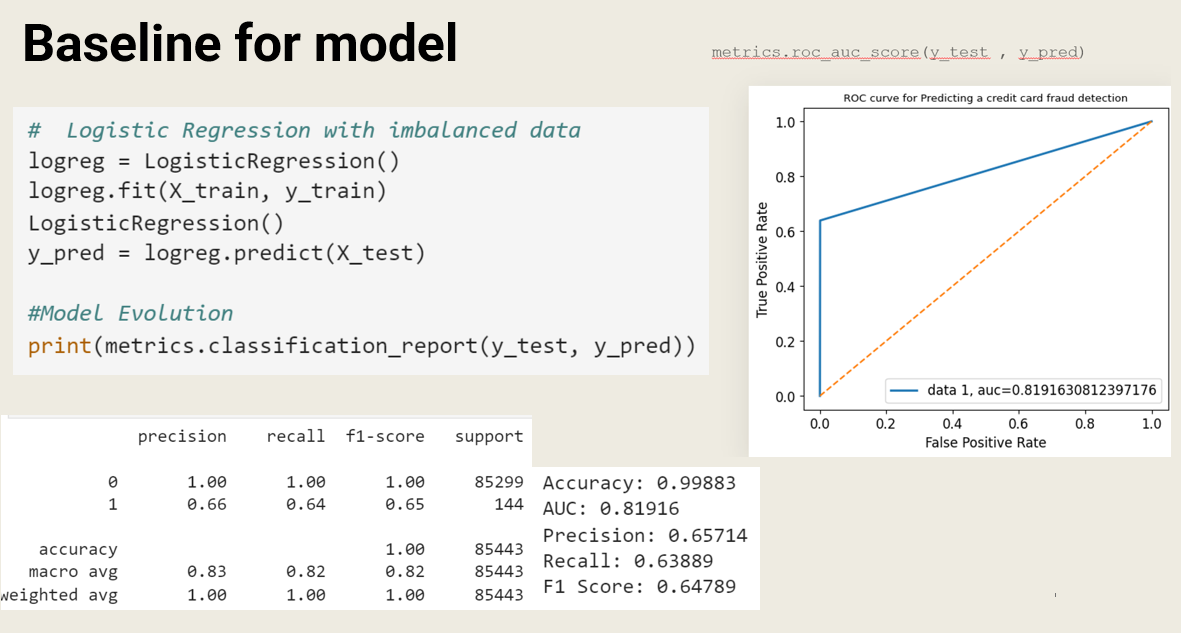 Baseline for model
metrics.roc_auc_score(y_test , y_pred)
# Logistic Regression with imbalanced data
logreg = LogisticRegression()
logreg.fit(X_train, y_train)
LogisticRegression()
y_pred = logreg.predict(X_test)
#Model Evolution
print(metrics.classification_report(y_test, y_pred))
ROC curve for Predicting a credit card fraud detection
True Positive Rate
1.0
0.8
0.6
0.4
0.2
0.0
data 1, auc=0.8191630812397176
0.0 0.2 0.4 0.6 0.8 1.0
False Positive Rate
precision recall f1-score support
0 1.00 1.00 1.00 85299
1 0.66 0.64 0.65 144
accuracy 1.00 85443
macro avg 0.83 0.82 0.82 85443
weighted avg 1.00 1.00 1.00 85443
Accuracy: 0.99883
AUC: 0.81916
Precision: 0.65714
Recall: 0.63889
F1 Score: 0.64789